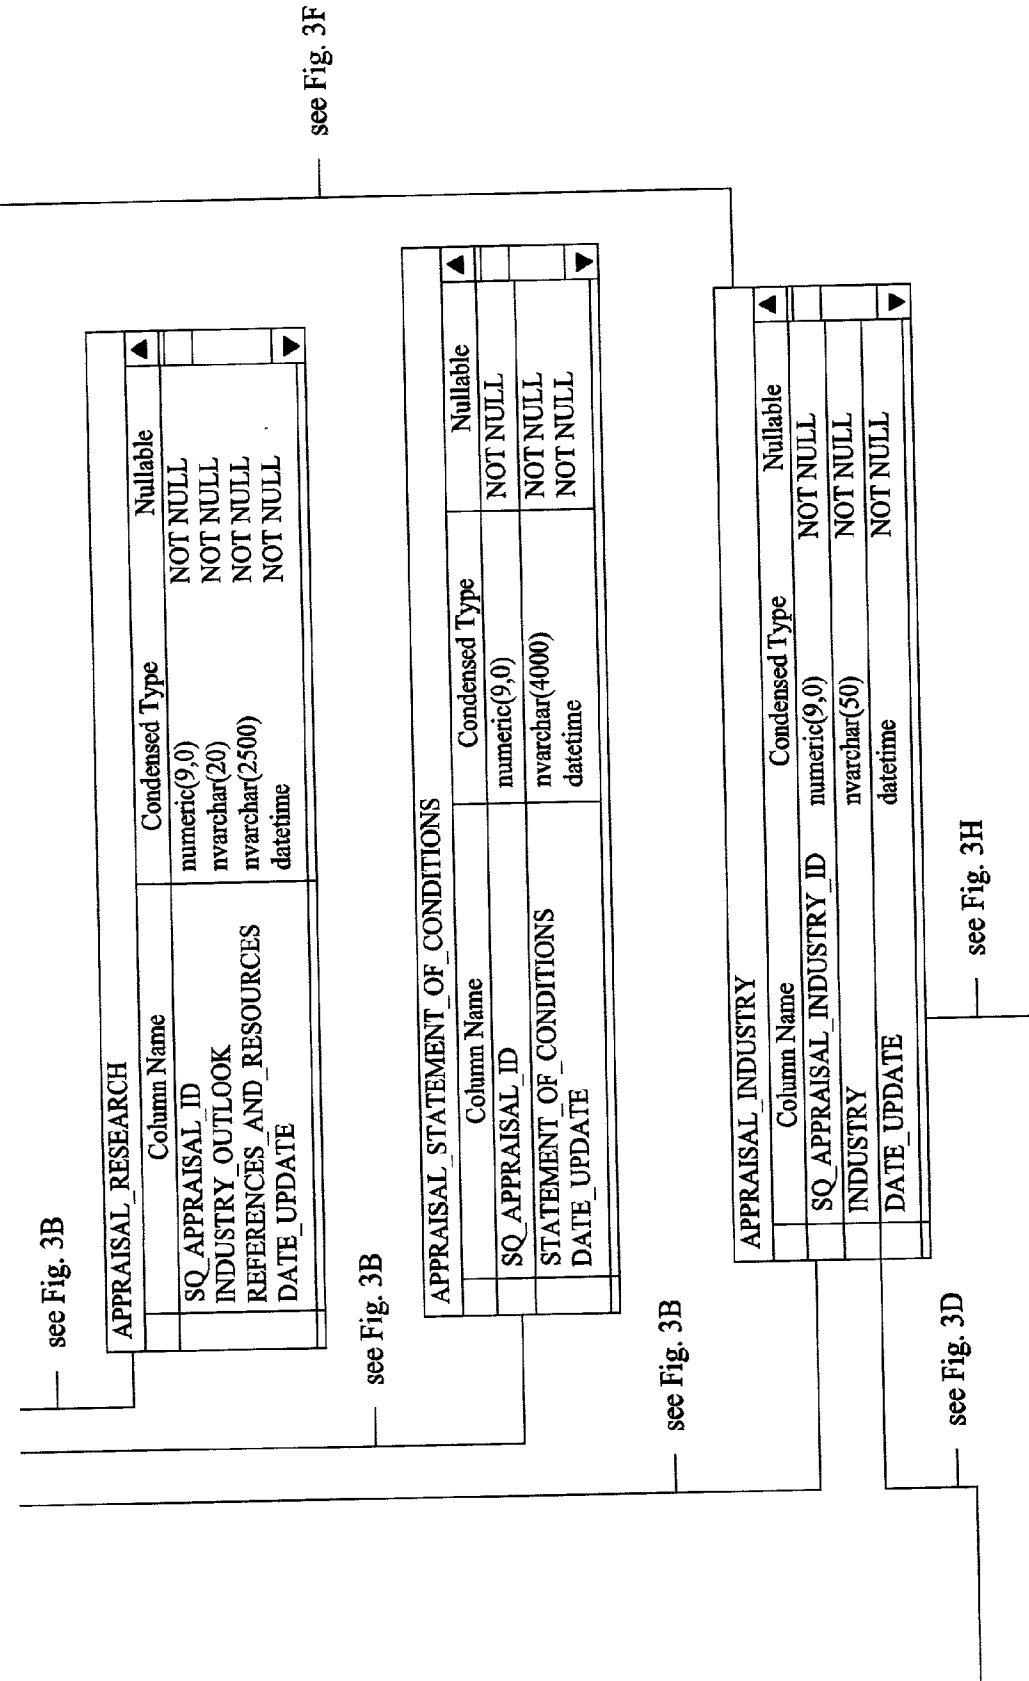 see Fig. 3F
see Fig. 3B
APPRAISAL_RESEARCH
Column Name Condensed Type Nullable
SQ_APPRAISAL_ID numeric(9,0) NOT NULL
INDUSTRY_OUTLOOK nvarchar(20) NOT NULL
REFERENCES_AND_RESOURCES nvarchar(2500) NOT NULL
DATE_UPDATE datetime NOT NULL
see Fig. 3B
APPRAISAL_STATEMENT_OF_CONDITIONS
Column Name Condensed Type Nullable
SQ_APPRAISAL_ID numeric(9,0) NOT NULL
STATEMENT_OF_CONDITIONS nvarchar(4000) NOT NULL
DATE_UPDATE datetime NOT NULL
see Fig. 3B
APPRAISAL_INDUSTRY
Column Name Condensed Type Nullable
SQ_APPRAISAL_INDUSTRY_ID numeric(9,0) NOT NULL
INDUSTRY nvarchar(50) NOT NULL
DATE_UPDATE datetime NOT NULL
see Fig. 3D
see Fig. 3H